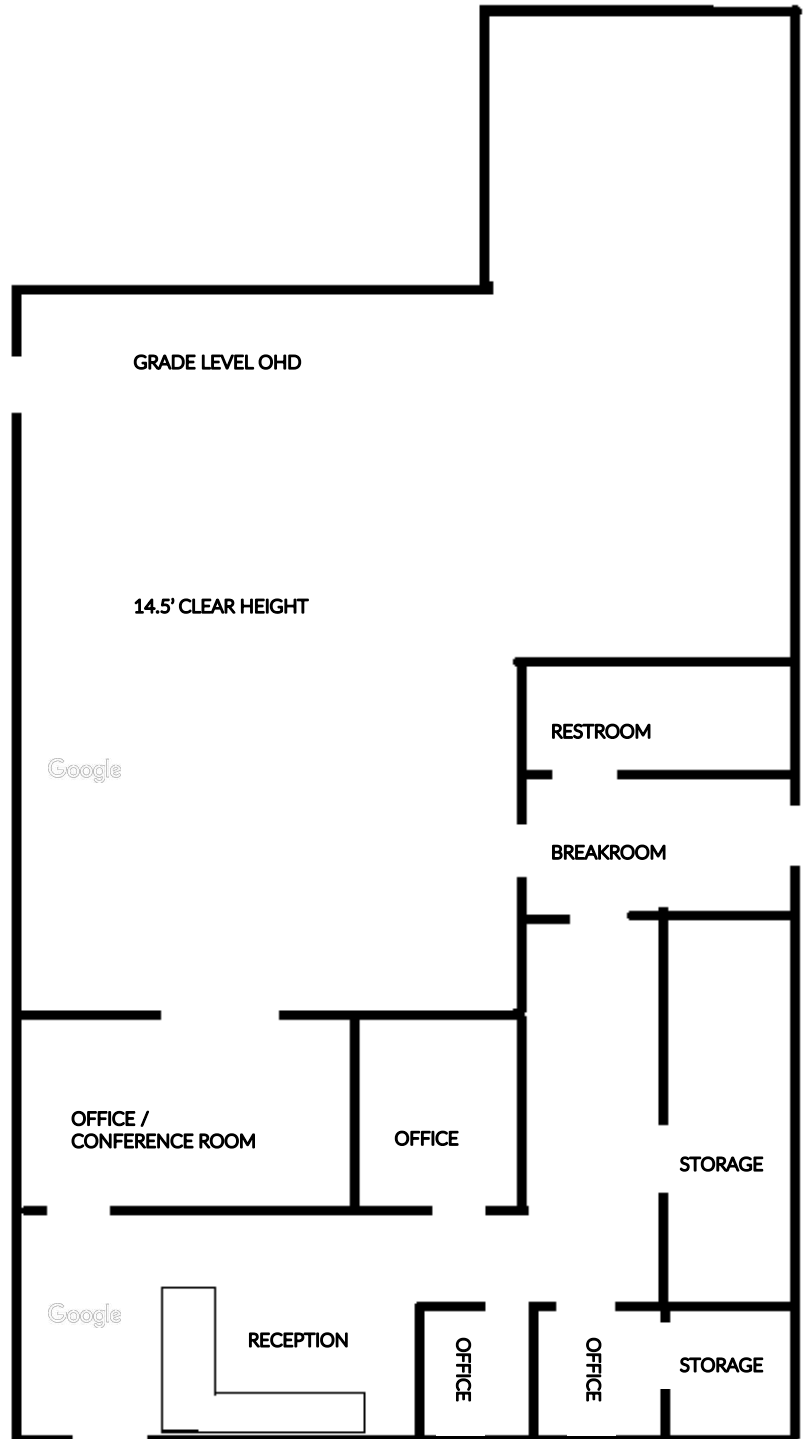 GRADE LEVEL OHD
14.5’ CLEAR HEIGHT
RESTROOM
Google
BREAKROOM
OFFICE /
CONFERENCE ROOM
OFFICE
STORAGE
Google
RECEPTION
OFFICE
OFFICE
STORAGE